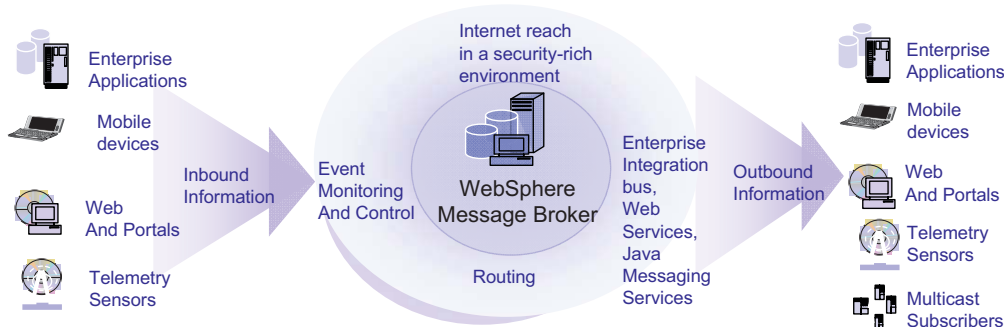 Enterprise
Applications
Mobile
devices
Web
And Portals
Telemetry
Sensors
Inbound
Information
Internet reach
in a security-rich
environment
Event
Monitoring
And Control
WebSphere
Message Broker
Routing
Enterprise
Integration
bus,
Web
Services,
Java
Messaging
Services
Outbound
Information
Enterprise
Applications
Mobile
devices
Web
And Portals
Telemetry
Sensors
Multicast
Subscribers